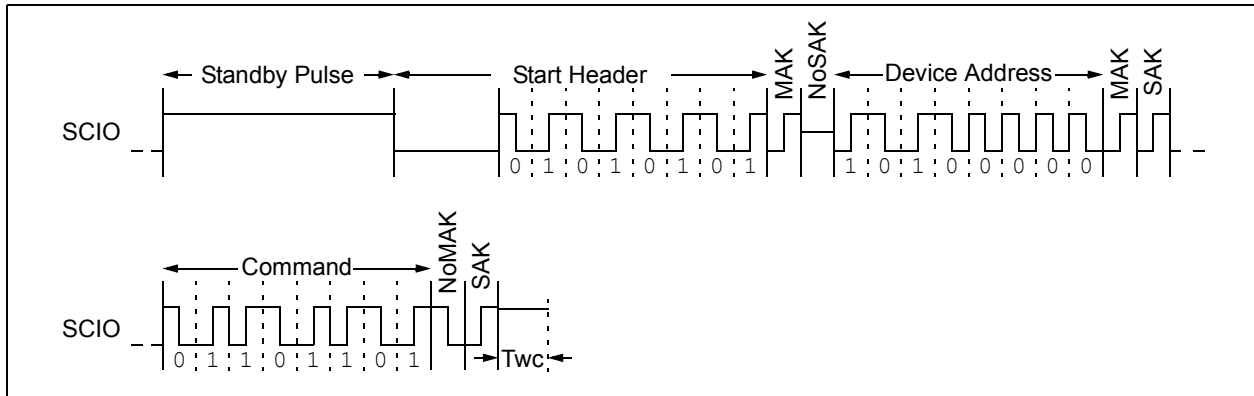 Standby Pulse Start Header MAK NoSAK Device Address MAK SAK
SCIO
0 1 0 1 0 1 0 1 1 0 1 0 0 0 0 0
Command NoMAK SAK
SCIO
0 1 1 0 1 1 0 1 Twc